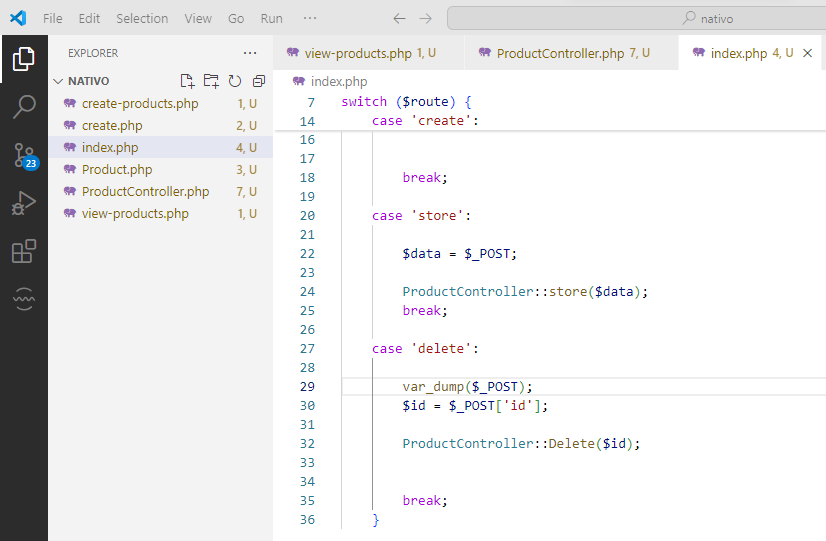 File Edit Selection View Go Run ··· ← → nativo
EXPLORER ···
NATIVO
create-products.php 1, U
create.php 2, U
index.php 4, U
Product.php 3, U
ProductController.php 7, U
view-products.php 1, U
23
view-products.php 1, U ProductController.php 7, U index.php 4, U ×
index.php
7 switch ($route) {
14 case 'create':
16
17
18 break;
19
20 case 'store':
21
22 $data = $_POST;
23
24 ProductController::store($data);
25 break;
26
27 case 'delete':
28
29 var_dump($_POST);
30 $id = $_POST['id'];
31
32 ProductController::Delete($id);
33
34
35 break;
36 }